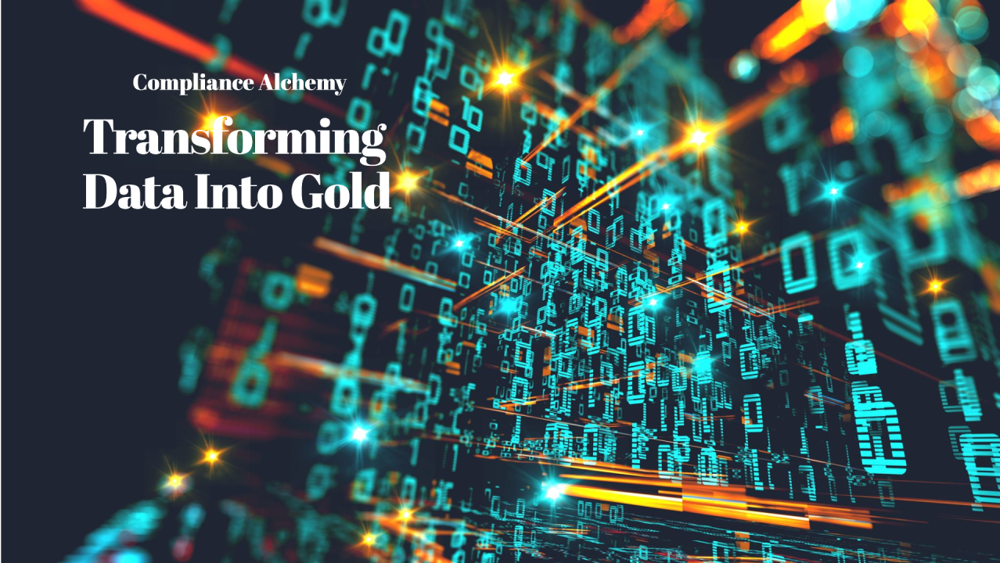 Compliance Alchemy
Transforming
Data Into Gold